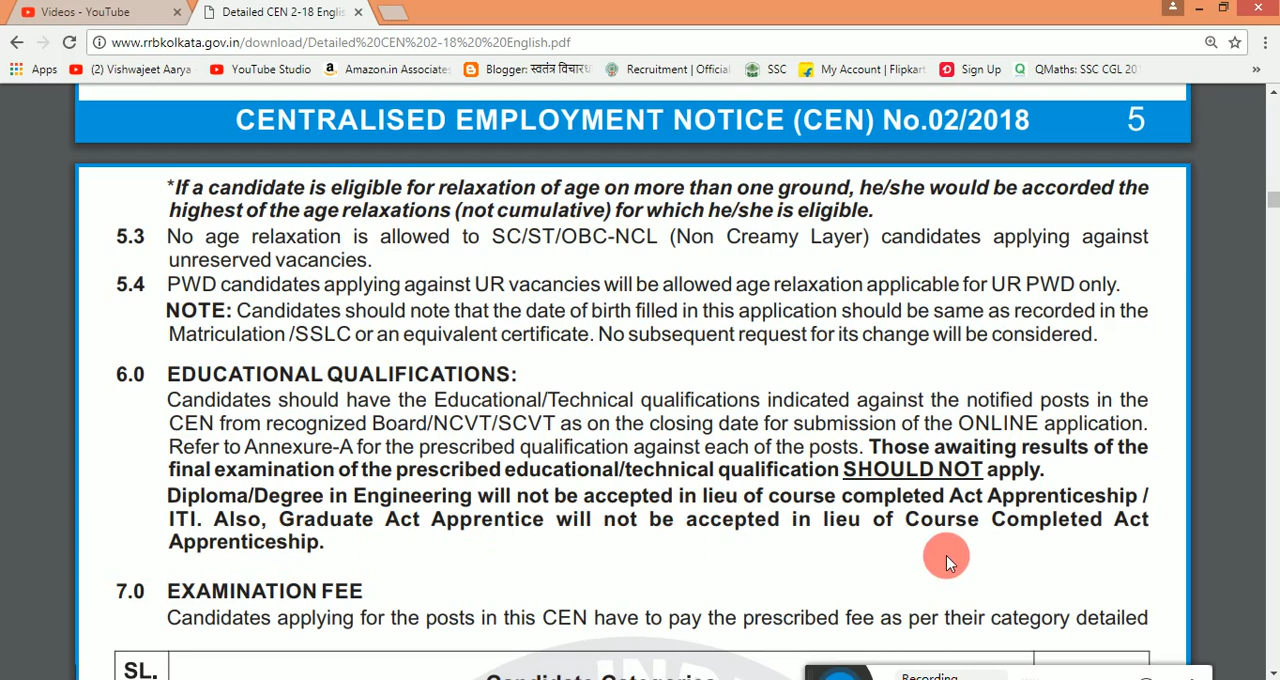 Videos - YouTube
Detailed CEN 2-18 Englis
www.rrbkolkata.gov.in/download/Detailed%20CEN%202-18%20%20English.pdf
Apps (2) Vishwajeet Aarya YouTube Studio Amazon.in Associate Blogger: स्वतंत्र विचारध Recruitment | Official SSC My Account | Flipkart Sign Up QMaths: SSC CGL 201 »
CENTRALISED EMPLOYMENT NOTICE (CEN) No.02/2018 5
*If a candidate is eligible for relaxation of age on more than one ground, he/she would be accorded the
highest of the age relaxations (not cumulative) for which he/she is eligible.
5.3 No age relaxation is allowed to SC/ST/OBC-NCL (Non Creamy Layer) candidates applying against
unreserved vacancies.
5.4 PWD candidates applying against UR vacancies will be allowed age relaxation applicable for UR PWD only.
NOTE: Candidates should note that the date of birth filled in this application should be same as recorded in the
Matriculation /SSLC or an equivalent certificate. No subsequent request for its change will be considered.
6.0 EDUCATIONAL QUALIFICATIONS:
Candidates should have the Educational/Technical qualifications indicated against the notified posts in the
CEN from recognized Board/NCVT/SCVT as on the closing date for submission of the ONLINE application.
Refer to Annexure-A for the prescribed qualification against each of the posts. Those awaiting results of the
final examination of the prescribed educational/technical qualification SHOULD NOT apply.
Diploma/Degree in Engineering will not be accepted in lieu of course completed Act Apprenticeship /
ITI. Also, Graduate Act Apprentice will not be accepted in lieu of Course Completed Act
Apprenticeship.
7.0 EXAMINATION FEE
Candidates applying for the posts in this CEN have to pay the prescribed fee as per their category detailed
SL.
Candidate Categories
Recording